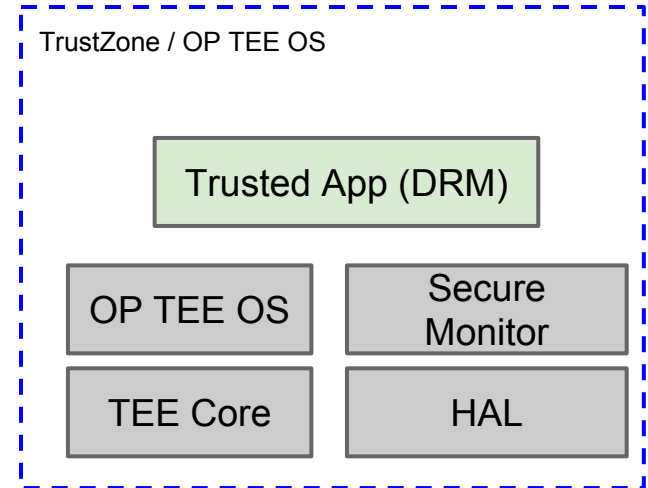 TrustZone / OP TEE OS
Trusted App (DRM)
OP TEE OS
Secure
Monitor
TEE Core
HAL